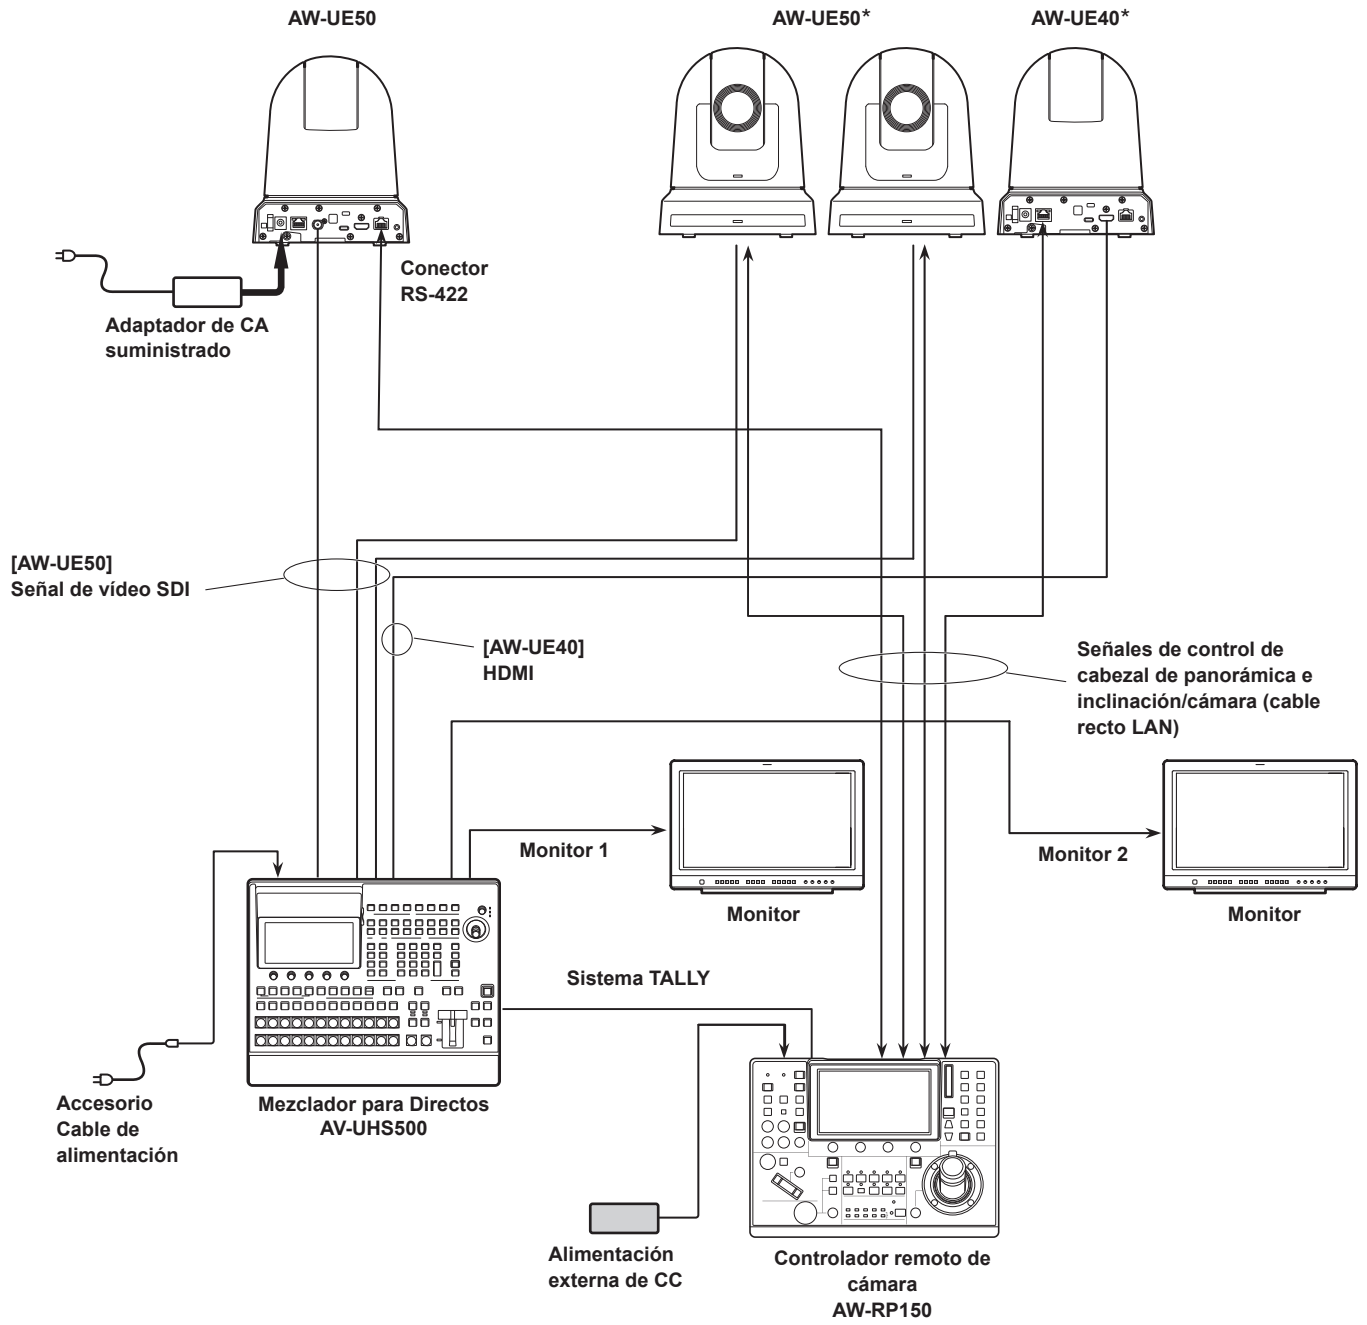 AW-UE50
AW-UE50*
AW-UE40*
Conector
RS-422
Adaptador de CA
suministrado
[AW-UE50]
Señal de vídeo SDI
[AW-UE40]
HDMI
Señales de control de
cabezal de panorámica e
inclinación/cámara (cable
recto LAN)
Monitor 1
Monitor 2
Monitor
Monitor
Sistema TALLY
Accesorio
Cable de
alimentación
Mezclador para Directos
AV-UHS500
Alimentación
externa de CC
Controlador remoto de
cámara
AW-RP150